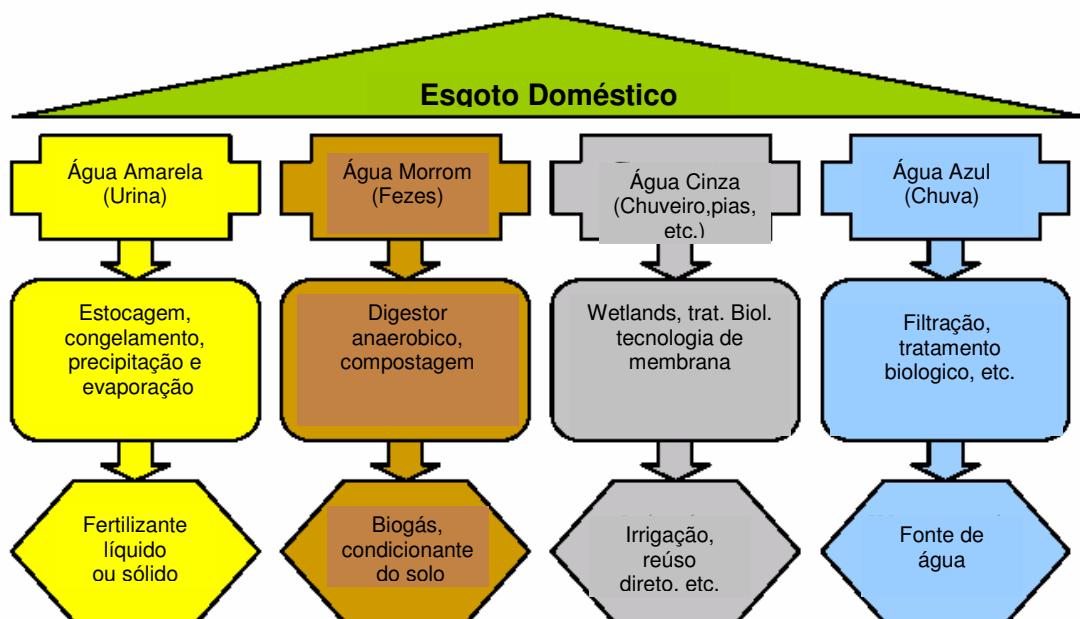 Esgoto Doméstico
Água Amarela
(Urina)
Água Morrom
(Fezes)
Água Cinza
(Chuveiro,pias,
etc.)
Água Azul
(Chuva)
Estocagem,
congelamento,
precipitação e
evaporação
Digestor
anaerobico,
compostagem
Wetlands, trat. Biol.
tecnologia de
membrana
Filtração,
tratamento
biologico, etc.
Fertilizante
líquido
ou sólido
Biogás,
condicionante
do solo
Irrigação,
reúso
direto. etc.
Fonte de
água